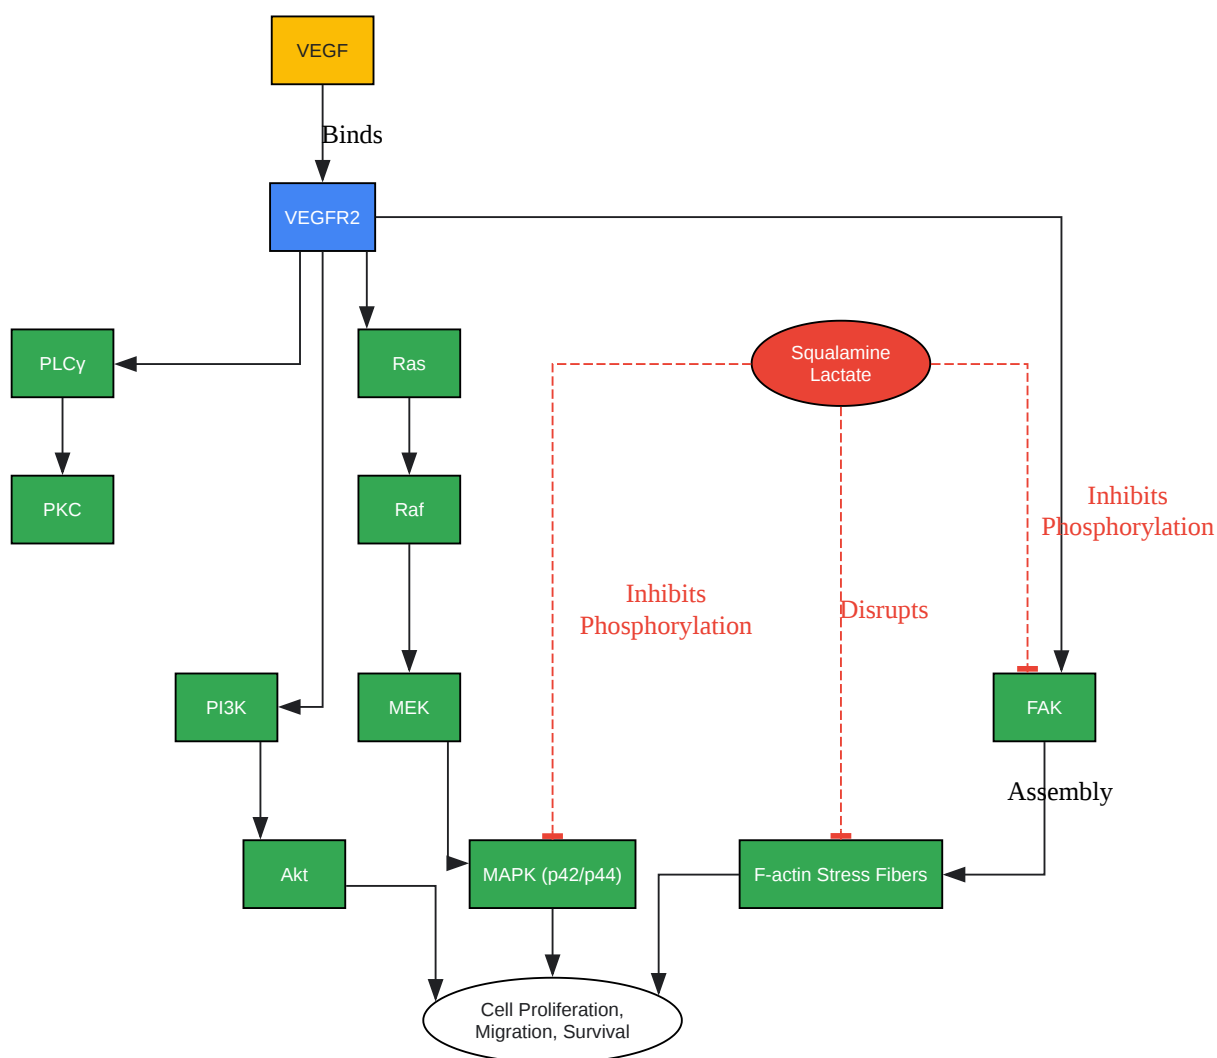 VEGF
Binds
VEGFR2
PLCγ
Ras
Squalamine
Lactate
PKC
Raf
Inhibits
Phosphorylation
Inhibits
Phosphorylation
Disrupts
PI3K
MEK
FAK
Assembly
Akt
MAPK (p42/p44)
F-actin Stress Fibers
Cell Proliferation,
Migration, Survival